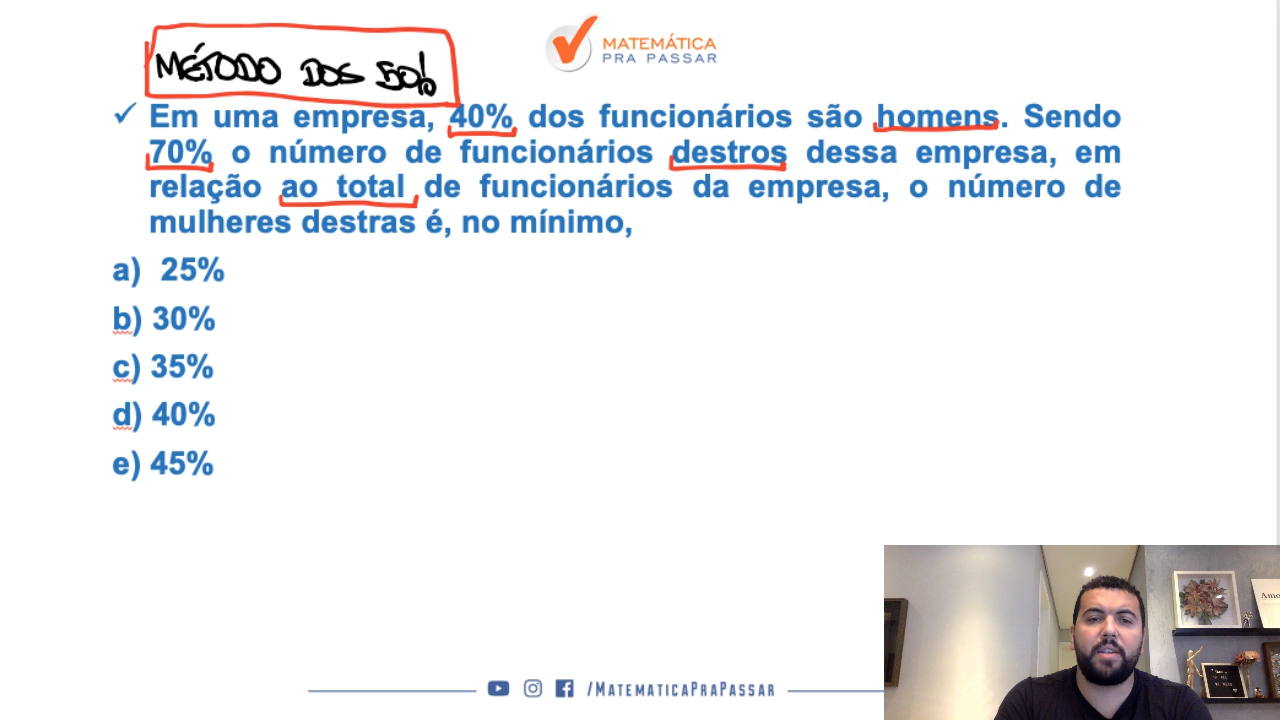 MÉTODO DOS 50%
MATEMÁTICA
PRA PASSAR
✓ Em uma empresa, 40% dos funcionários são homens. Sendo
70% o número de funcionários destros dessa empresa, em
relação ao total de funcionários da empresa, o número de
mulheres destras é, no mínimo,
a) 25%
b) 30%
c) 35%
d) 40%
e) 45%
Amo
/MATEMATICAPRAPASSAR